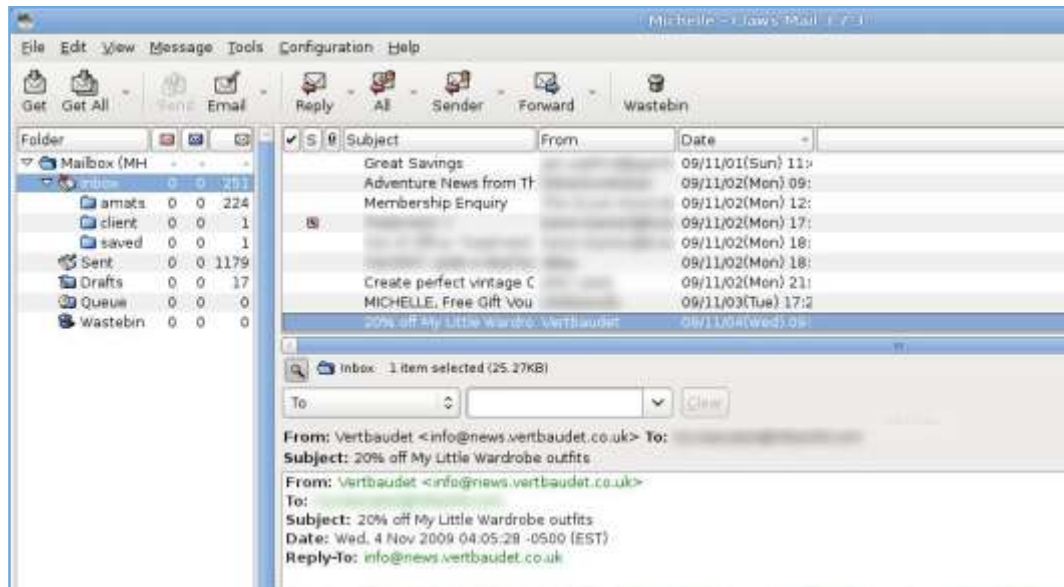 Michelle - Claws Mail 3.7.3
File Edit View Message Tools Configuration Help
Get Get All Send Email Reply All Sender Forward Wastebin
Folder
Mailbox (MH
Inbox 0 0 251
amats 0 0 224
client 0 0 1
saved 0 0 1
Sent 0 0 1179
Drafts 0 0 17
Queue 0 0 0
Wastebin 0 0 0
S Subject From Date
Great Savings 09/11/01(Sun) 11:
Adventure News from Th 09/11/02(Mon) 09:
Membership Enquiry 09/11/02(Mon) 12:
09/11/02(Mon) 17:
09/11/02(Mon) 18:
09/11/02(Mon) 18:
Create perfect vintage C 09/11/02(Mon) 21:
MICHELLE, Free Gift Vou 09/11/03(Tue) 17:2
20% off My Little Wardro Vertbaudet 09/11/04(Wed) 09:
Inbox 1 item selected (25.27KB)
To Clear
From: Vertbaudet <info@news.vertbaudet.co.uk> To:
Subject: 20% off My Little Wardrobe outfits
From: Vertbaudet <info@news.vertbaudet.co.uk>
To:
Subject: 20% off My Little Wardrobe outfits
Date: Wed, 4 Nov 2009 04:05:28 -0500 (EST)
Reply-To: info@news.vertbaudet.co.uk